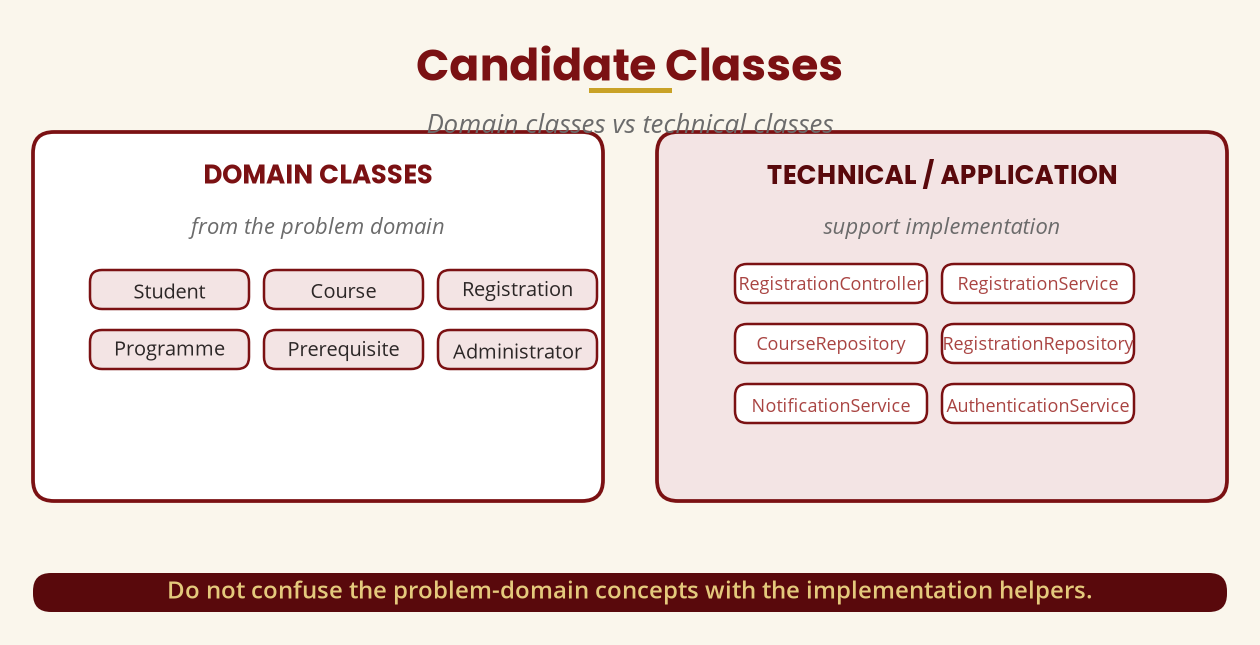 Candidate Classes
Domain classes vs technical classes
DOMAIN CLASSES
from the problem domain
Student
Course
Registration
Programme
Prerequisite
Administrator
TECHNICAL / APPLICATION
support implementation
RegistrationController
RegistrationService
CourseRepository
RegistrationRepository
NotificationService
AuthenticationService
Do not confuse the problem-domain concepts with the implementation helpers.